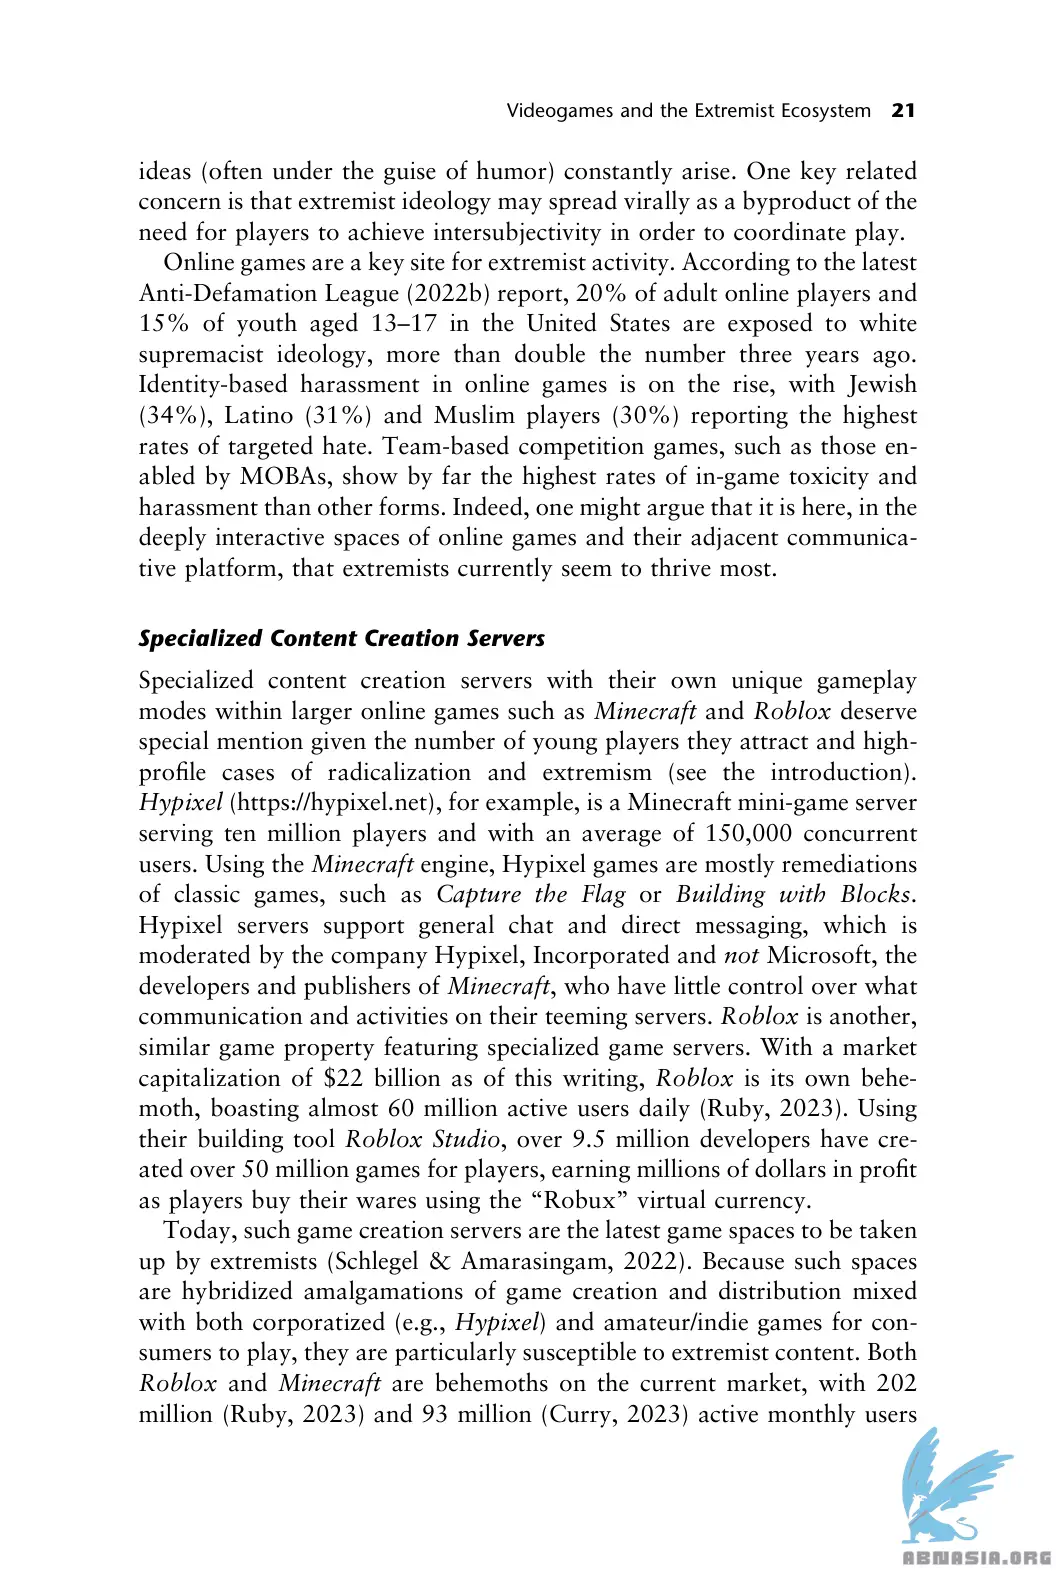 Videogames and the Extremist Ecosystem 21
ideas (often under the guise of humor) constantly arise. One key related
concern is that extremist ideology may spread virally as a byproduct of the
need for players to achieve intersubjectivity in order to coordinate play.
Online games are a key site for extremist activity. According to the latest
Anti-Defamation League (2022b) report, 20% of adult online players and
15% of youth aged 13–17 in the United States are exposed to white
supremacist ideology, more than double the number three years ago.
Identity-based harassment in online games is on the rise, with Jewish
(34%), Latino (31%) and Muslim players (30%) reporting the highest
rates of targeted hate. Team-based competition games, such as those en-
abled by MOBAs, show by far the highest rates of in-game toxicity and
harassment than other forms. Indeed, one might argue that it is here, in the
deeply interactive spaces of online games and their adjacent communica-
tive platform, that extremists currently seem to thrive most.
Specialized Content Creation Servers
Specialized content creation servers with their own unique gameplay
modes within larger online games such as Minecraft and Roblox deserve
special mention given the number of young players they attract and high-
profile cases of radicalization and extremism (see the introduction).
Hypixel (https://hypixel.net), for example, is a Minecraft mini-game server
serving ten million players and with an average of 150,000 concurrent
users. Using the Minecraft engine, Hypixel games are mostly remediations
of classic games, such as Capture the Flag or Building with Blocks.
Hypixel servers support general chat and direct messaging, which is
moderated by the company Hypixel, Incorporated and not Microsoft, the
developers and publishers of Minecraft, who have little control over what
communication and activities on their teeming servers. Roblox is another,
similar game property featuring specialized game servers. With a market
capitalization of $22 billion as of this writing, Roblox is its own behe-
moth, boasting almost 60 million active users daily (Ruby, 2023). Using
their building tool Roblox Studio, over 9.5 million developers have cre-
ated over 50 million games for players, earning millions of dollars in profit
as players buy their wares using the “Robux” virtual currency.
Today, such game creation servers are the latest game spaces to be taken
up by extremists (Schlegel & Amarasingam, 2022). Because such spaces
are hybridized amalgamations of game creation and distribution mixed
with both corporatized (e.g., Hypixel) and amateur/indie games for con-
sumers to play, they are particularly susceptible to extremist content. Both
Roblox and Minecraft are behemoths on the current market, with 202
million (Ruby, 2023) and 93 million (Curry, 2023) active monthly users
ABNASIA.ORG